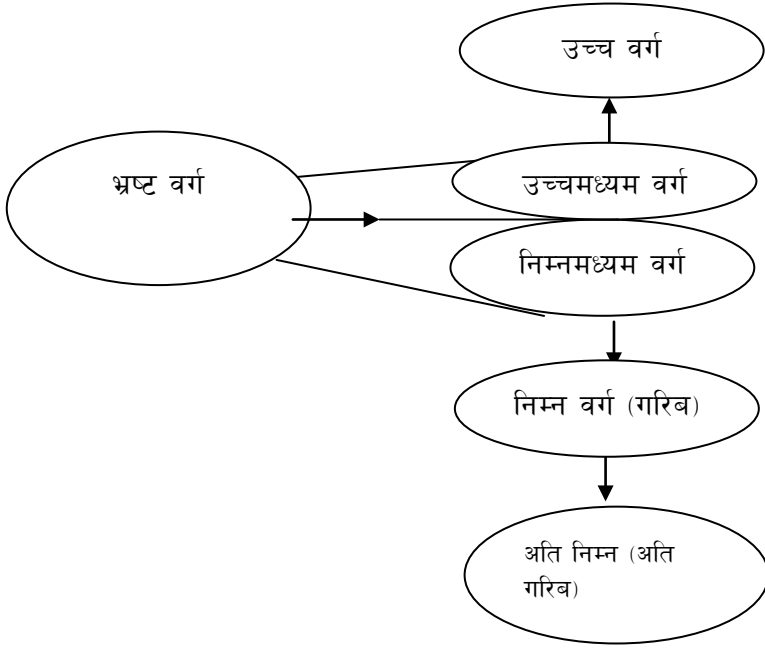 उच्च वर्ग
भ्रष्ट वर्ग
उच्चमध्यम वर्ग
निम्नमध्यम वर्ग
निम्न वर्ग (गरिब)
अति निम्न (अति
गरिब)